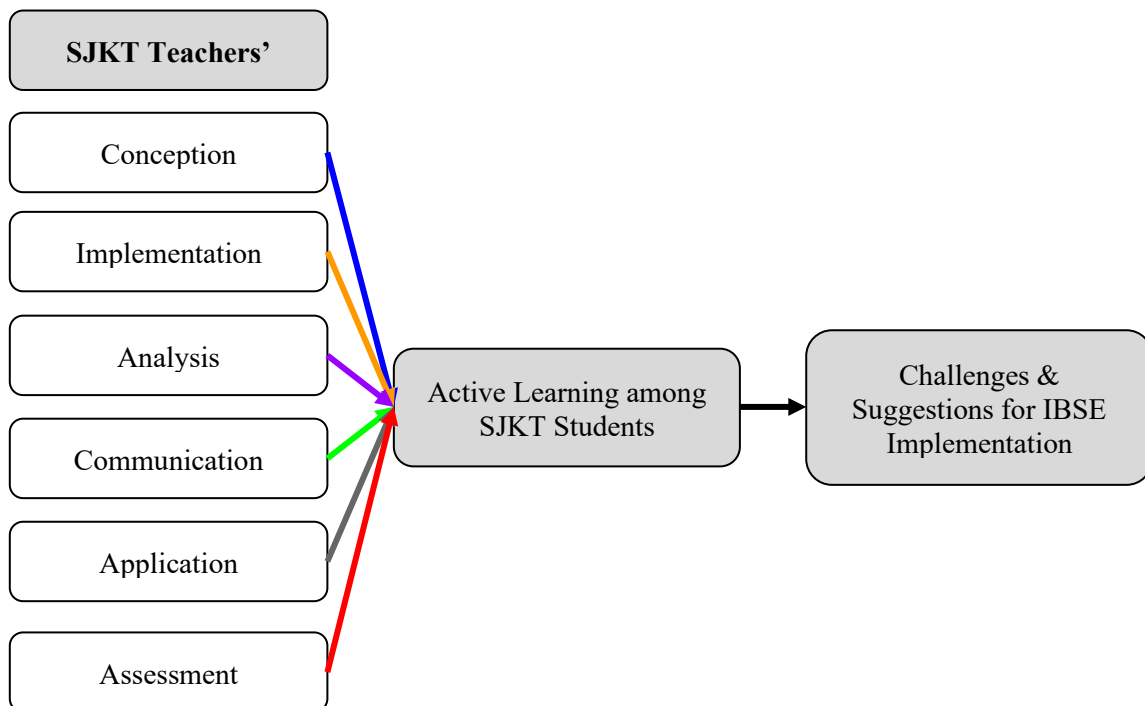 SJKT Teachers’
Conception
Implementation
Analysis
Communication
Application
Assessment
Active Learning among
SJKT Students
Challenges &
Suggestions for IBSE
Implementation